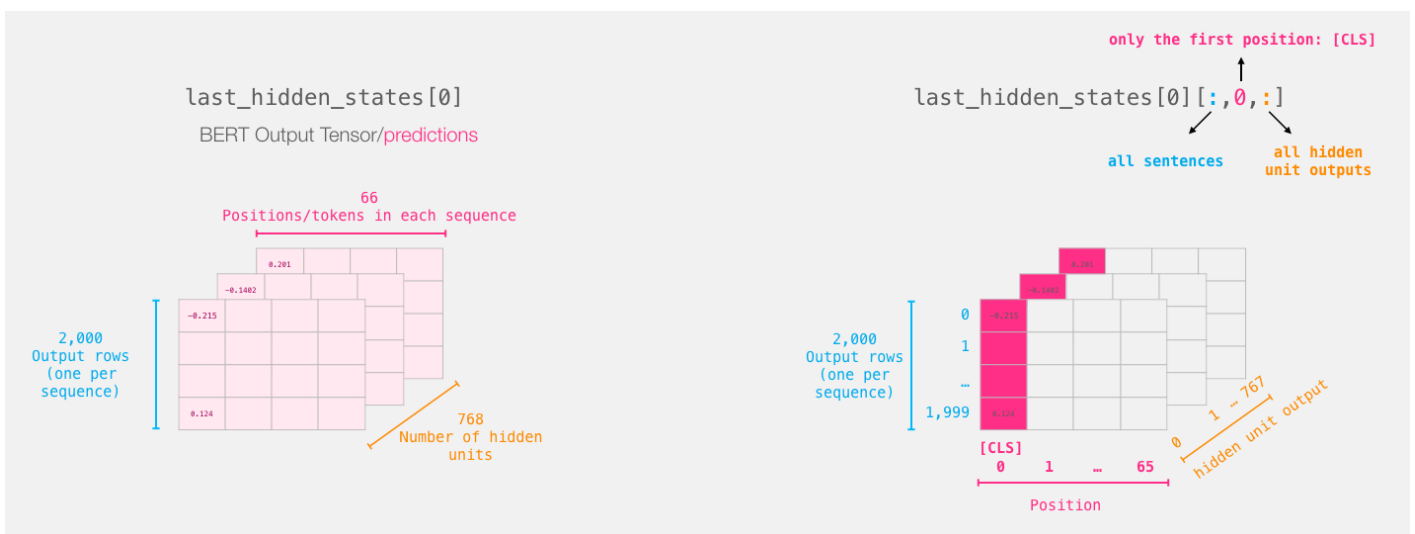 last_hidden_states[0]
BERT Output Tensor/predictions
66
Positions/tokens in each sequence
0.201
-0.1402
-0.215
0.124
2,000
Output rows
(one per
sequence)
768
Number of hidden
units
only the first position: [CLS]
last_hidden_states[0][:,0,:]
all sentences
all hidden
unit outputs
0.201
-0.1402
-0.215
0.124
2,000
Output rows
(one per
sequence)
0
1
…
1,999
[CLS]
0 1 … 65
Position
0 1 … 767
hidden unit output